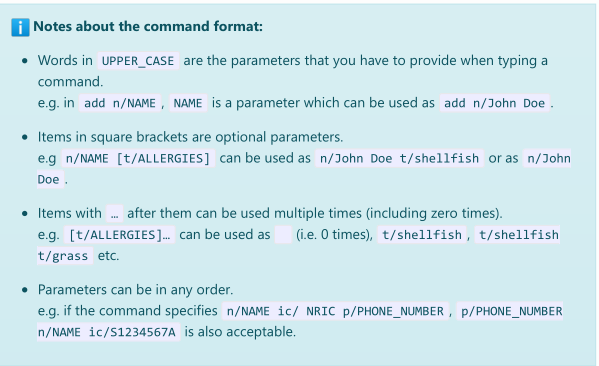 Notes about the command format:
Words in UPPER_CASE are the parameters that you have to provide when typing a
command.
e.g. in add n/NAME , NAME is a parameter which can be used as add n/John Doe .
Items in square brackets are optional parameters.
e.g n/NAME [t/ALLERGIES] can be used as n/John Doe t/shellfish or as n/John
Doe .
Items with … after them can be used multiple times (including zero times).
e.g. [t/ALLERGIES]… can be used as (i.e. 0 times), t/shellfish , t/shellfish
t/grass etc.
Parameters can be in any order.
e.g. if the command specifies n/NAME ic/ NRIC p/PHONE_NUMBER , p/PHONE_NUMBER
n/NAME ic/S1234567A is also acceptable.